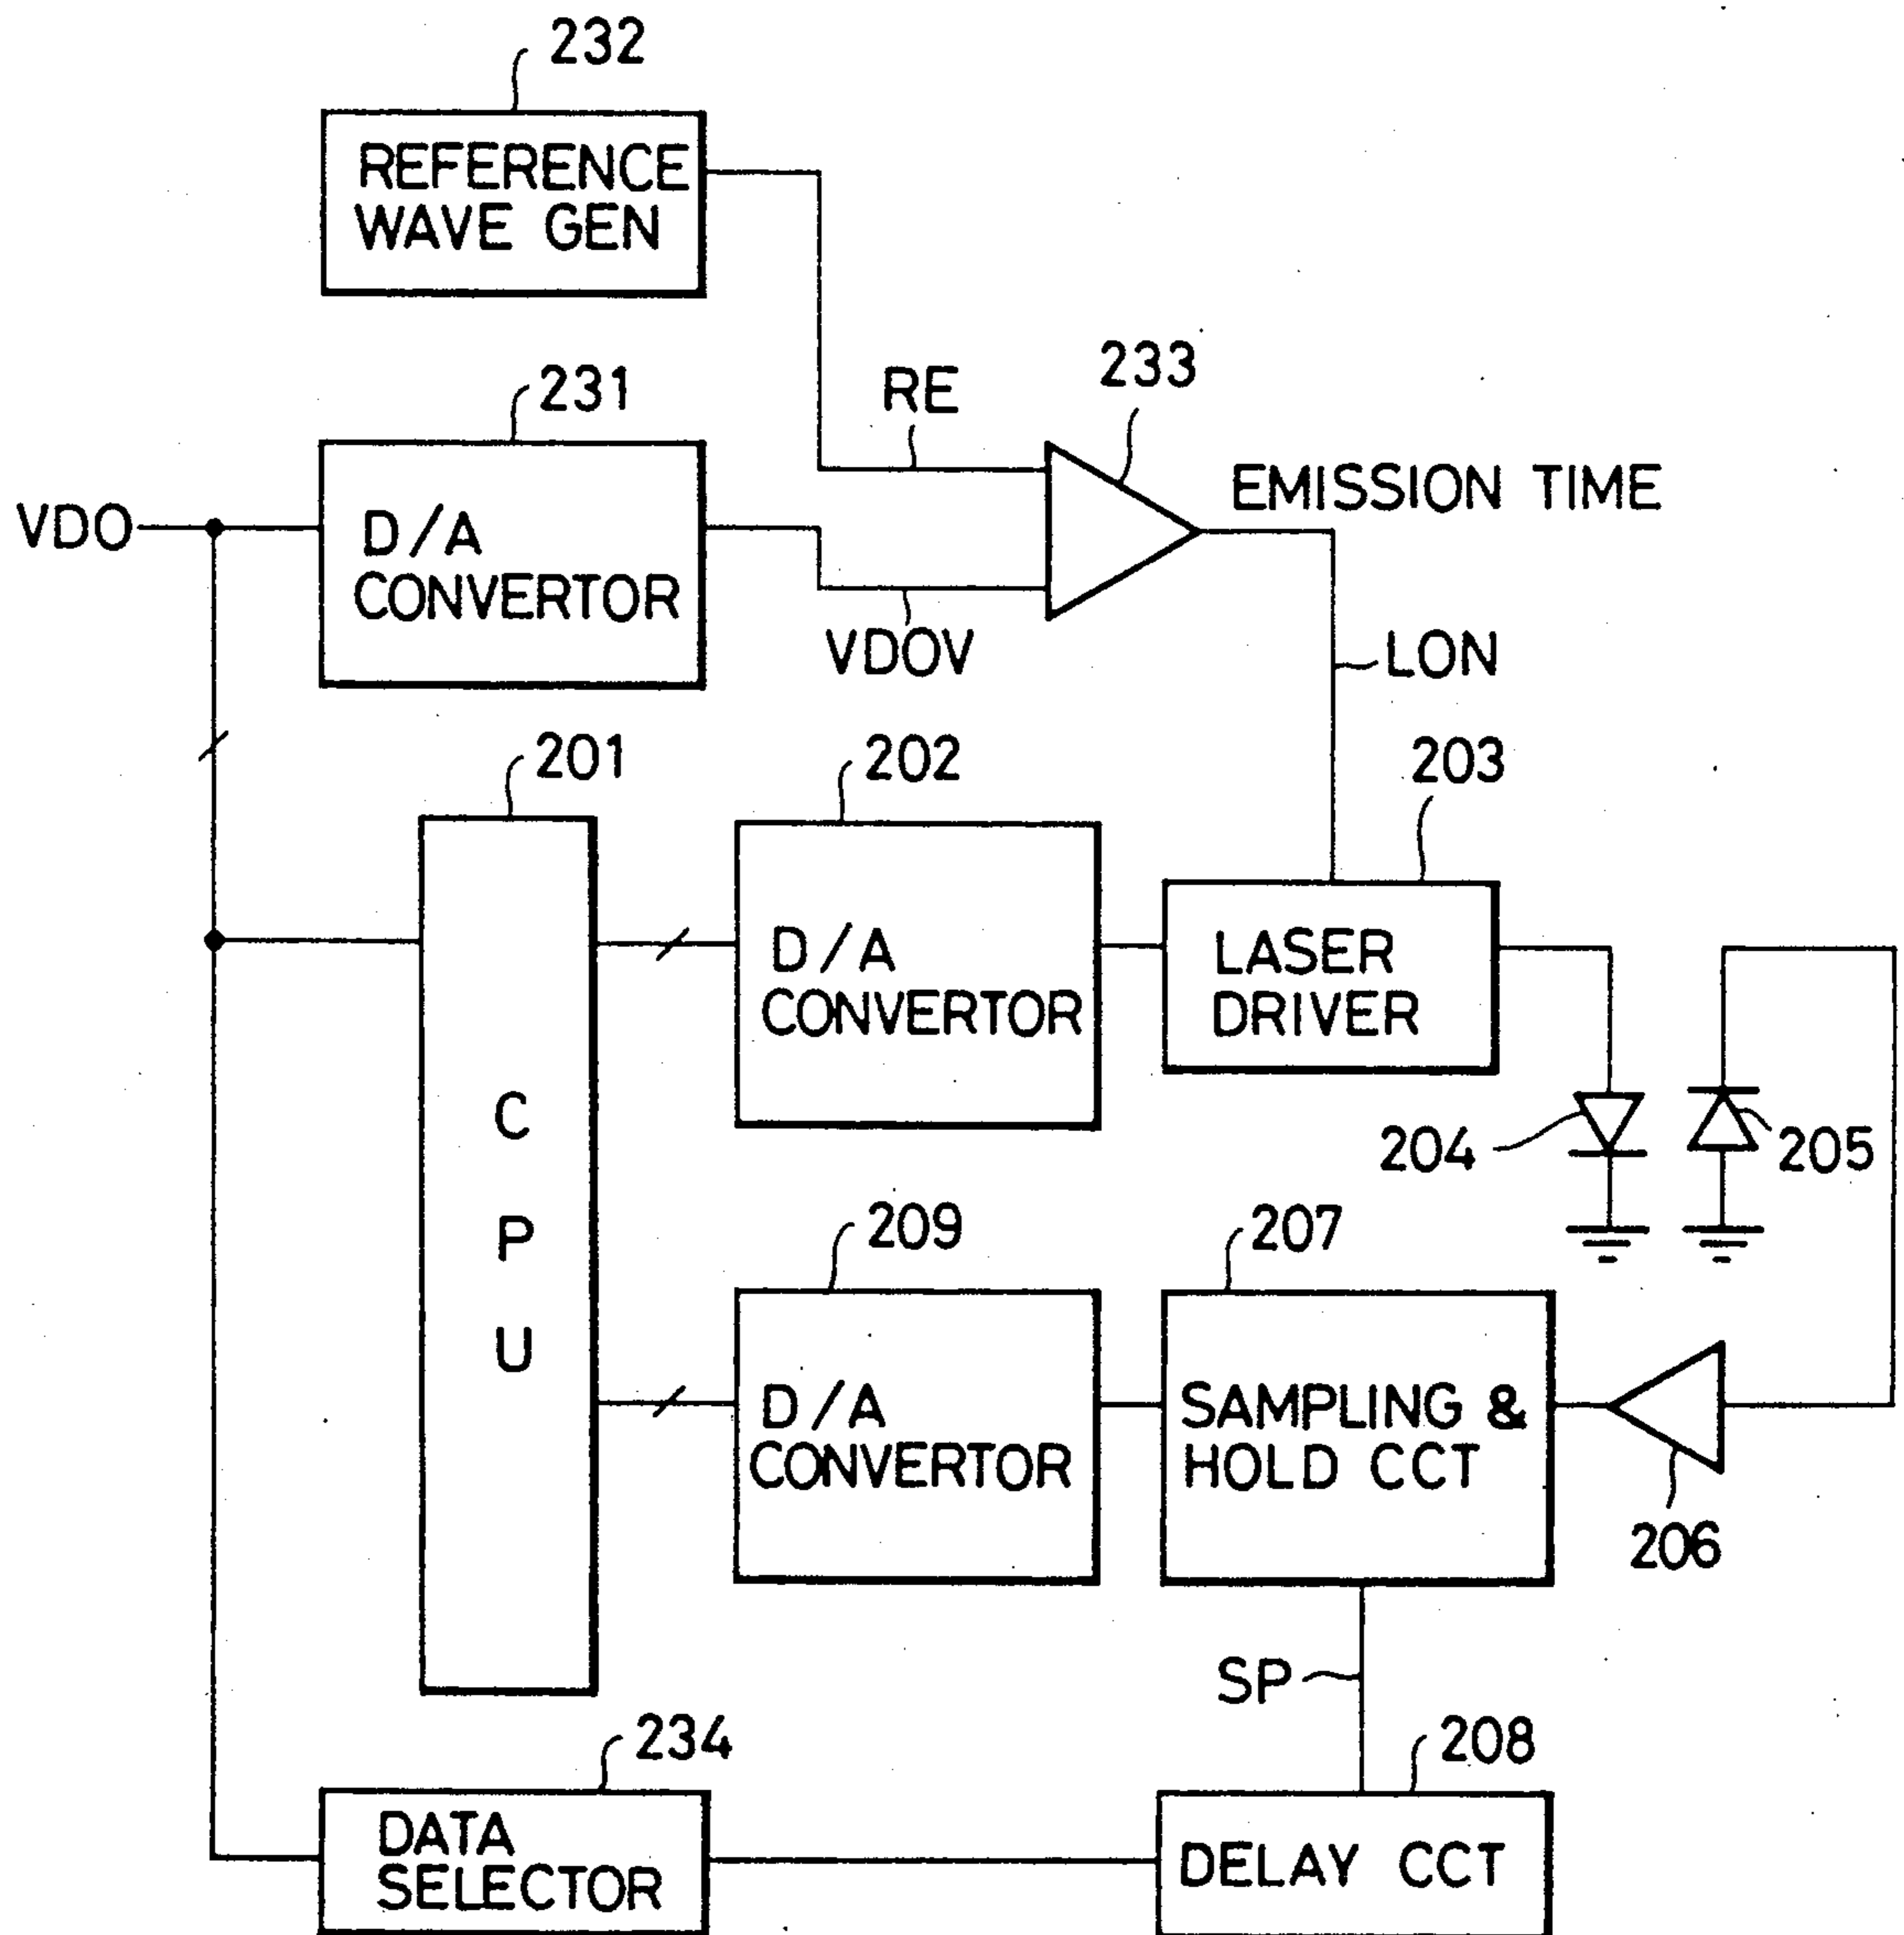 232
REFERENCE
WAVE GEN
231
RE
233
EMISSION TIME
VDO
D/A
CONVERTOR
VDOV
LON
201
202
203
D/A
CONVERTOR
LASER
DRIVER
C
P
U
204
205
209
207
D/A
CONVERTOR
SAMPLING &
HOLD CCT
206
SP
234
208
DATA
SELECTOR
DELAY CCT